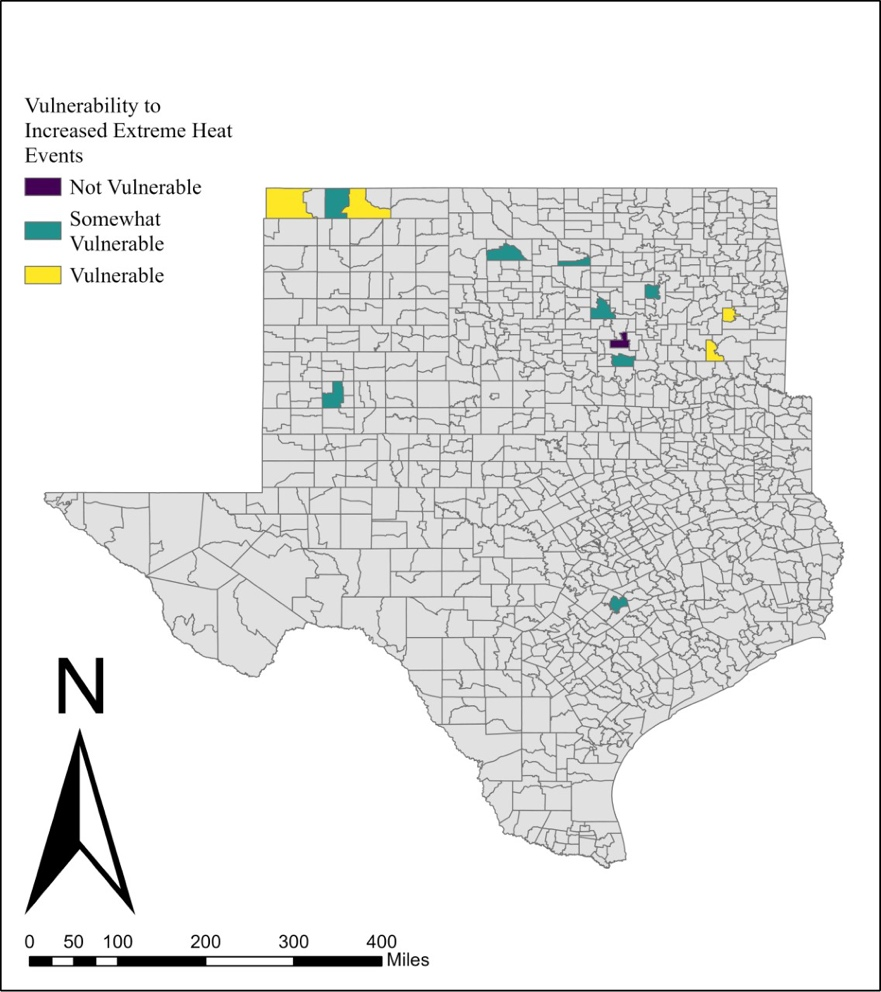 Vulnerability to
Increased Extreme Heat
Events
Not Vulnerable
Somewhat
Vulnerable
Vulnerable
N
0 50 100 200 300 400
Miles